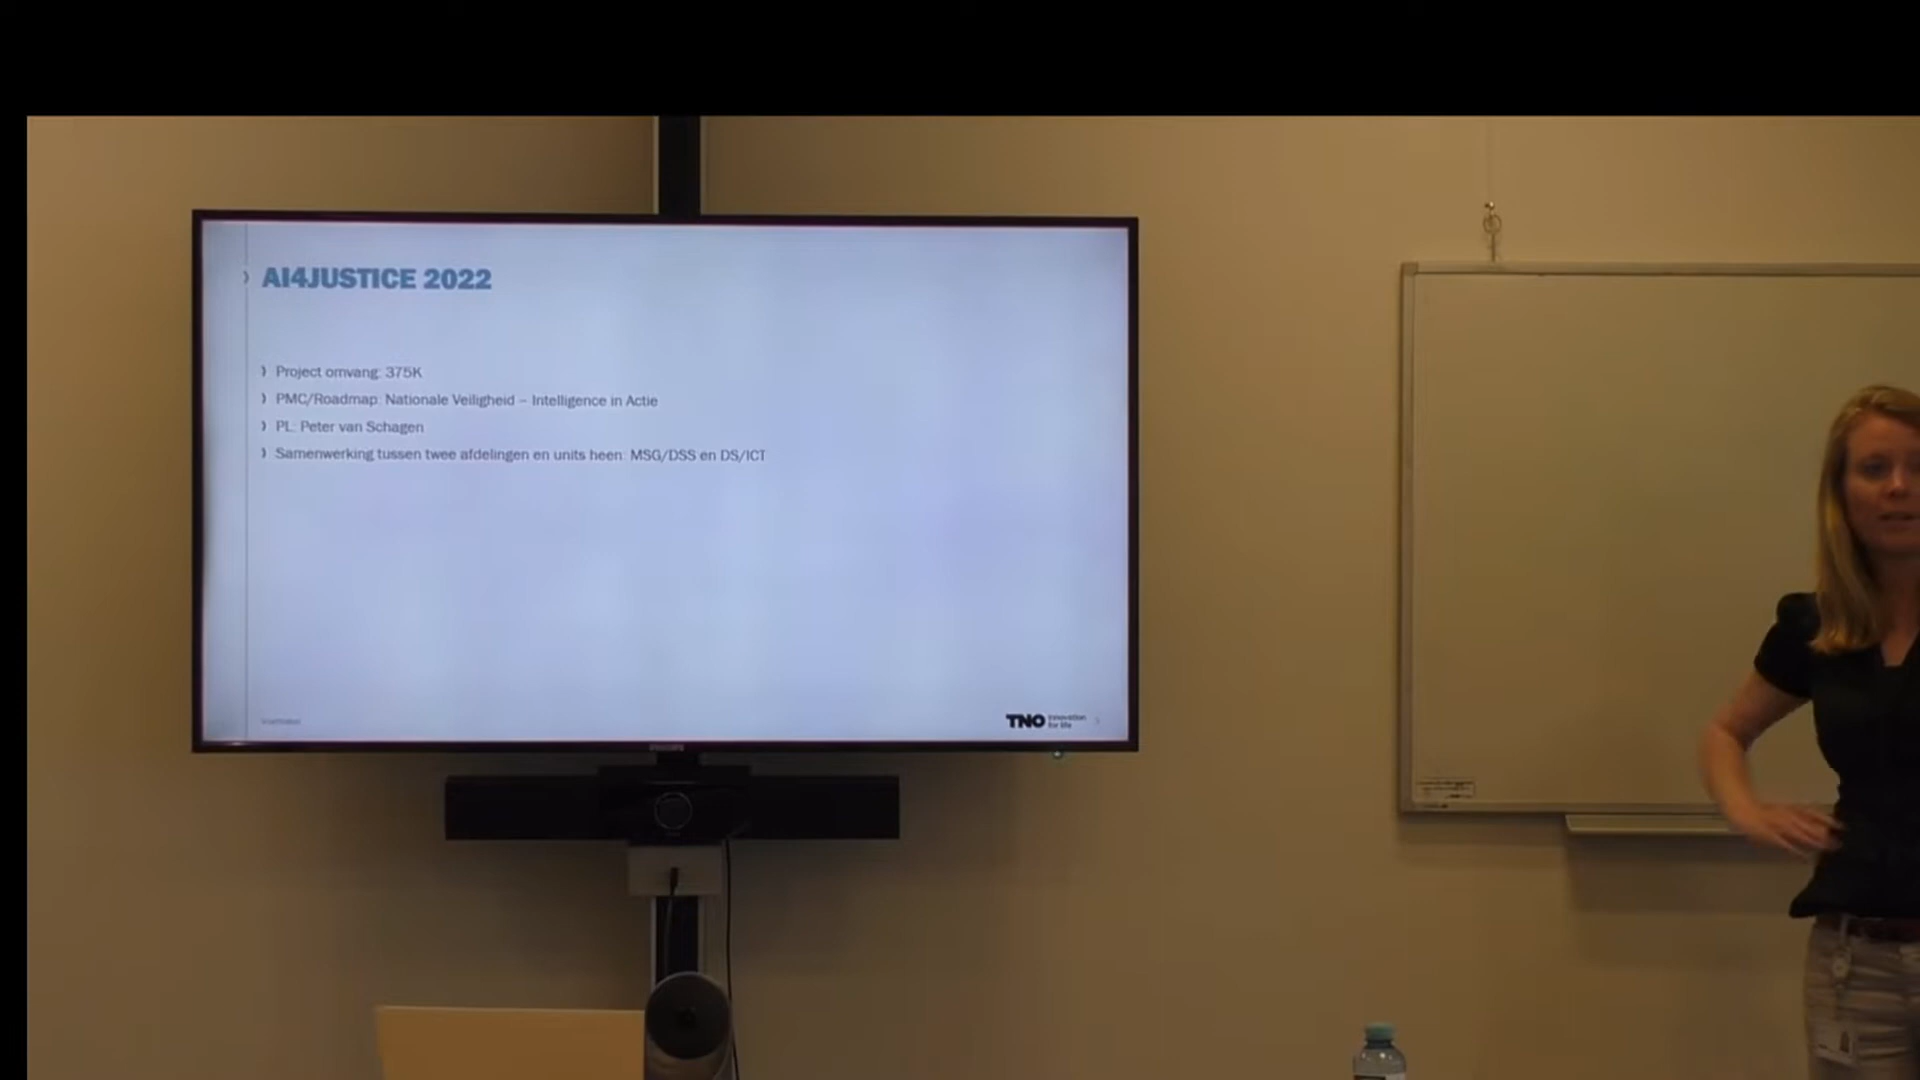 AI4JUSTICE 2022
Project omvang: 375K
PMC/Roadmap: Nationale Veiligheid – Intelligence in Actie
PL: Peter van Schagen
Samenwerking tussen twee afdelingen en units heen: MSG/DSS en DS/ICT
TNO innovation
for life
PHILIPS